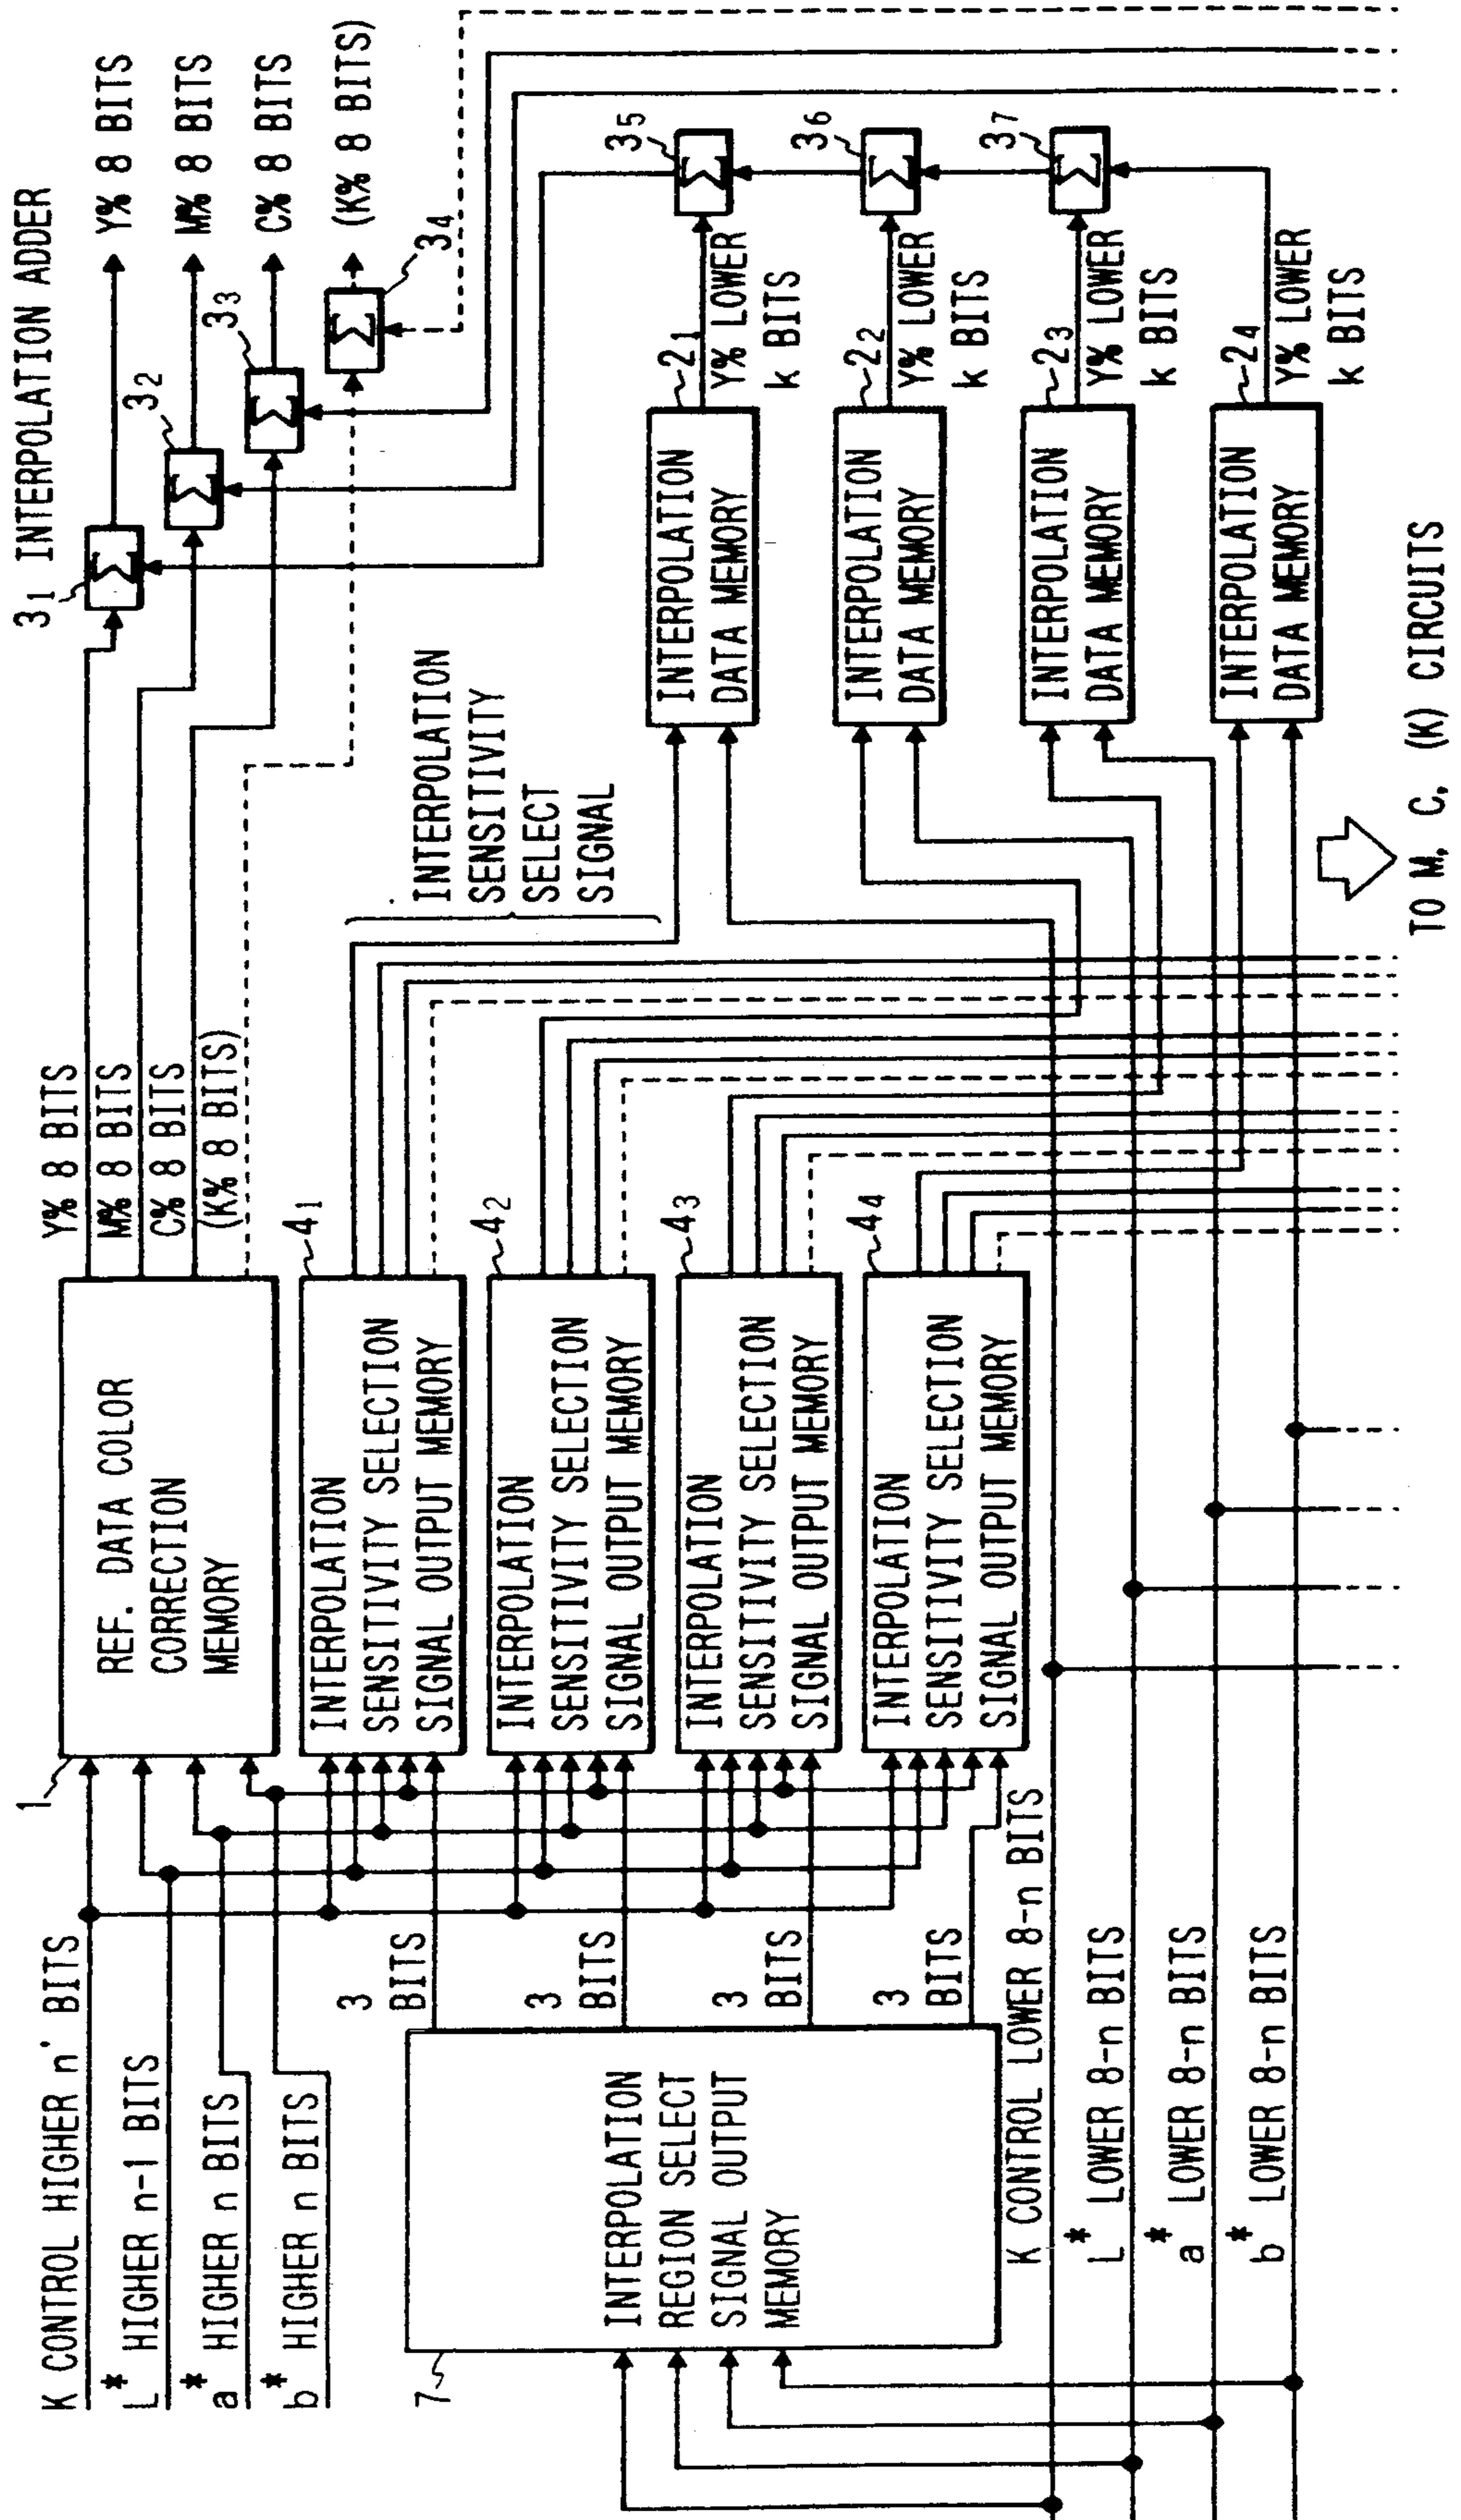 K CONTROL HIGHER n' BITS
L* HIGHER n-1 BITS
a* HIGHER n BITS
b* HIGHER n BITS
1
REF. DATA COLOR
CORRECTION
MEMORY
Y% 8 BITS
M% 8 BITS
C% 8 BITS
(K% 8 BITS)
31 INTERPOLATION ADDER
Σ
32
Σ
33
Σ
34
Σ
Y% 8 BITS
M% 8 BITS
C% 8 BITS
(K% 8 BITS)
7
INTERPOLATION
REGION SELECT
SIGNAL OUTPUT
MEMORY
3
BITS
3
BITS
3
BITS
3
BITS
41
INTERPOLATION
SENSITIVITY SELECTION
SIGNAL OUTPUT MEMORY
42
INTERPOLATION
SENSITIVITY SELECTION
SIGNAL OUTPUT MEMORY
43
INTERPOLATION
SENSITIVITY SELECTION
SIGNAL OUTPUT MEMORY
44
INTERPOLATION
SENSITIVITY SELECTION
SIGNAL OUTPUT MEMORY
INTERPOLATION
SENSITIVITY
SELECT
SIGNAL
INTERPOLATION
DATA MEMORY
21
Y% LOWER
k BITS
35
Σ
INTERPOLATION
DATA MEMORY
22
Y% LOWER
k BITS
36
Σ
INTERPOLATION
DATA MEMORY
23
Y% LOWER
k BITS
37
Σ
INTERPOLATION
DATA MEMORY
24
Y% LOWER
k BITS
K CONTROL LOWER 8-n BITS
L* LOWER 8-n BITS
a* LOWER 8-n BITS
b* LOWER 8-n BITS
TO M, C, (K) CIRCUITS